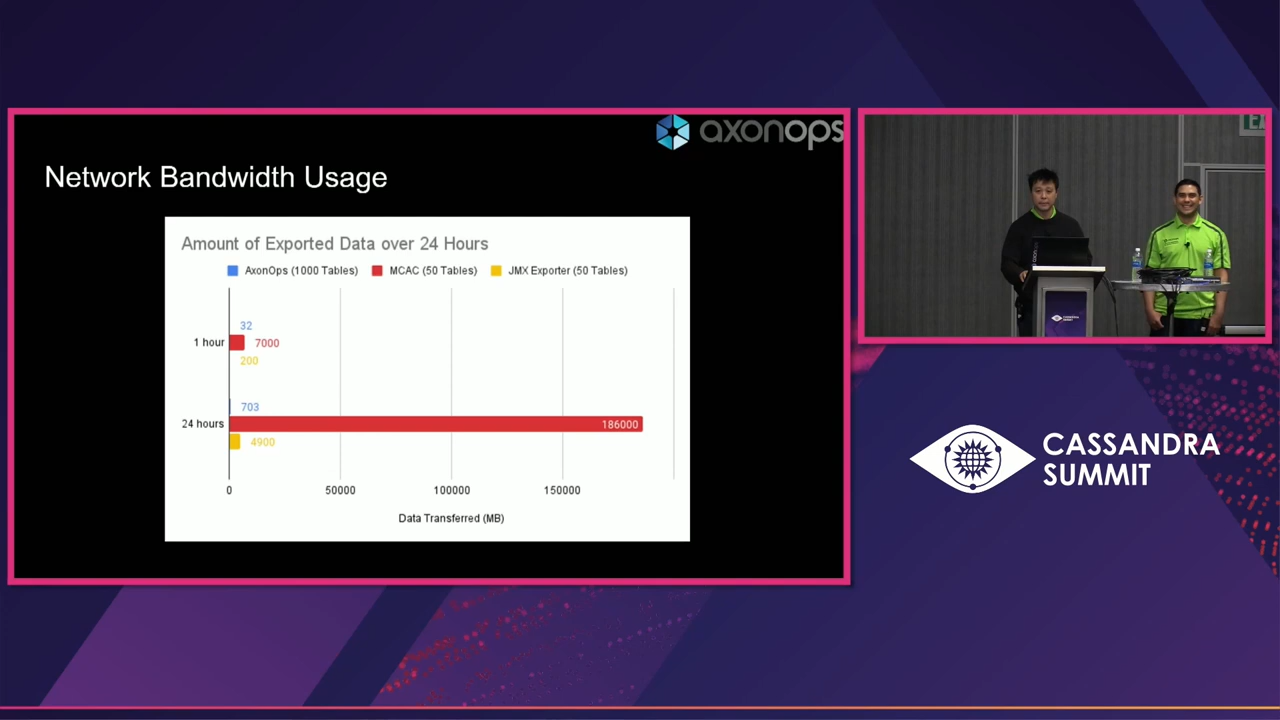 axonops
Network Bandwidth Usage
Amount of Exported Data over 24 Hours
AxonOps (1000 Tables) MCAC (50 Tables) JMX Exporter (50 Tables)
32
1 hour 7000
200
703
24 hours 186000
4900
0 50000 100000 150000
Data Transferred (MB)
CASSANDRA
SUMMIT